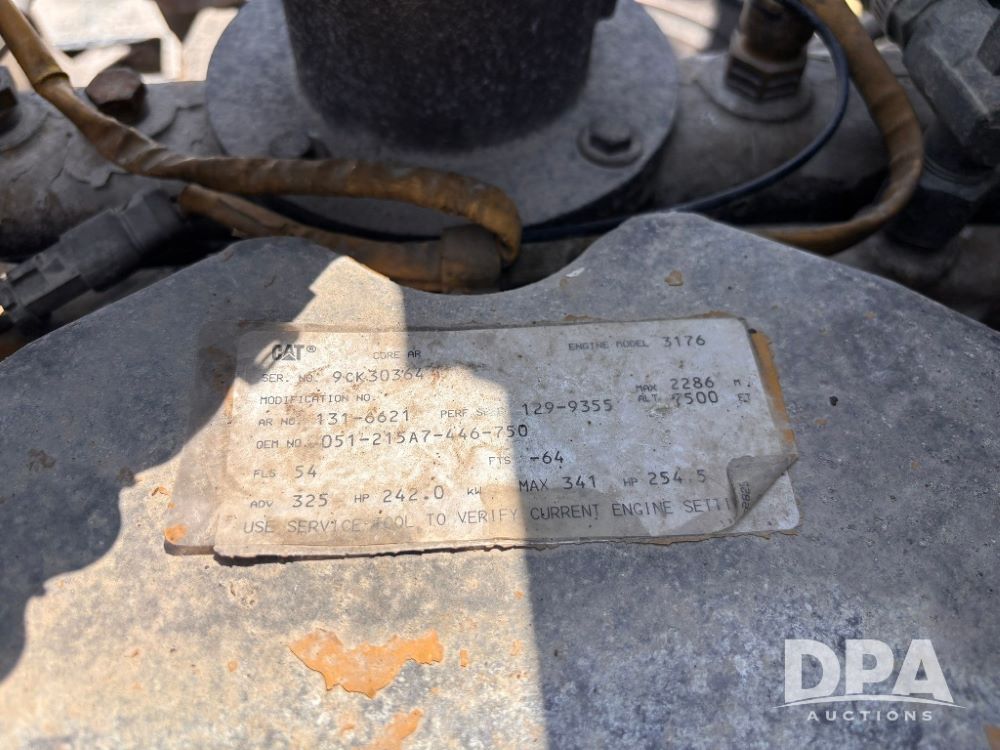 CAT® CORE AR ENGINE MODEL 3176
SER. NO. 9CK30364
MODIFICATION NO. MAX 2286 M.
AR NO. 131-6621 PERF 129-9355 ALT 7500 FT
OEM NO. 051-215A7-446-750
FLS 54 FTS -64
ADV 325 HP 242.0 KW MAX 341 HP 254.5
USE SERVICE TOOL TO VERIFY CURRENT ENGINE SETTI
DPA
AUCTIONS